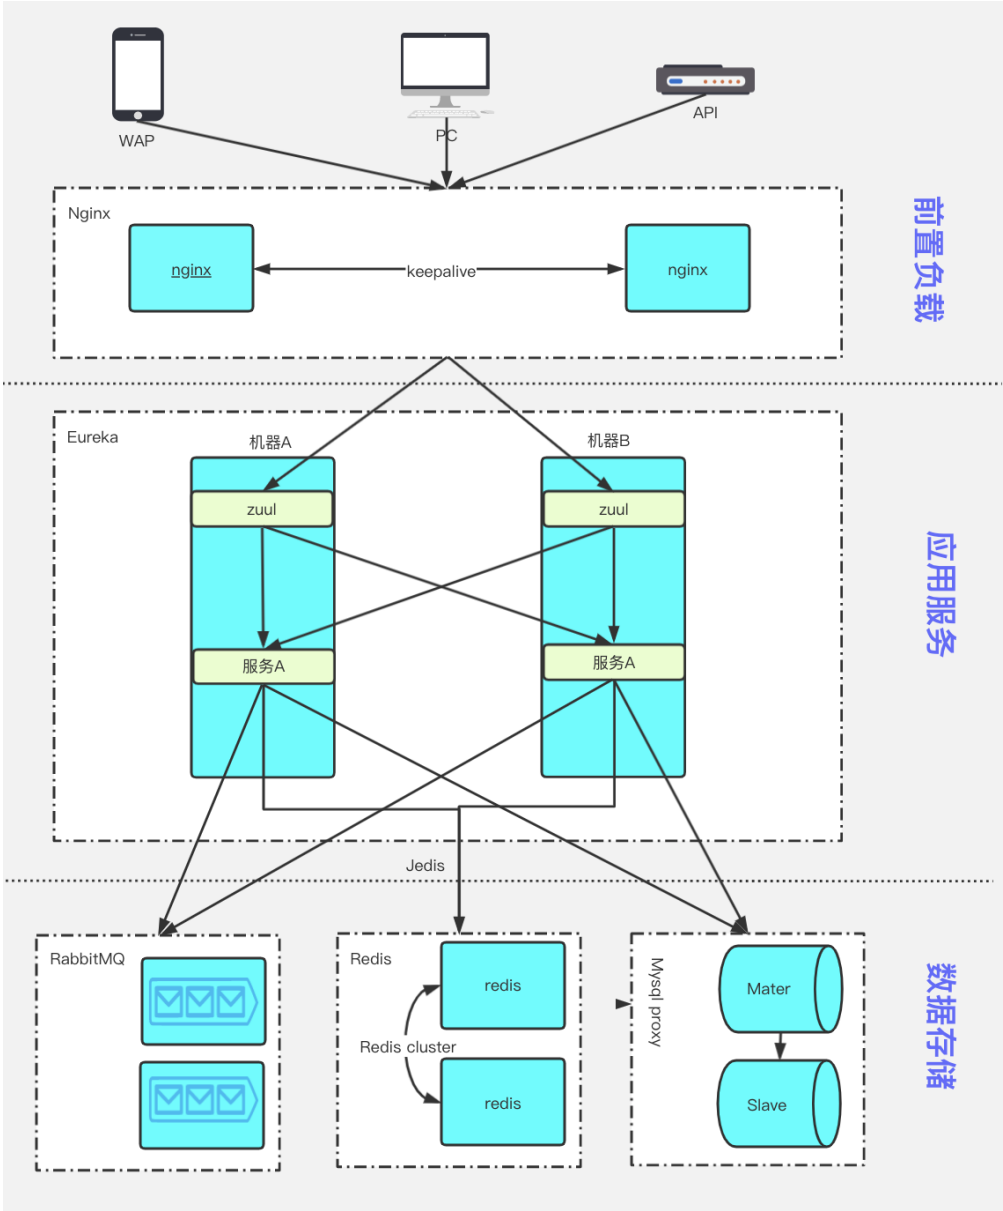 WAP
PC
API
Nginx
nginx
keepalive
nginx
前置负载
Eureka
机器A
机器B
zuul
zuul
服务A
服务A
应用服务
Jedis
RabbitMQ
Redis
redis
Redis cluster
redis
Mysql proxy
Mater
Slave
数据存储